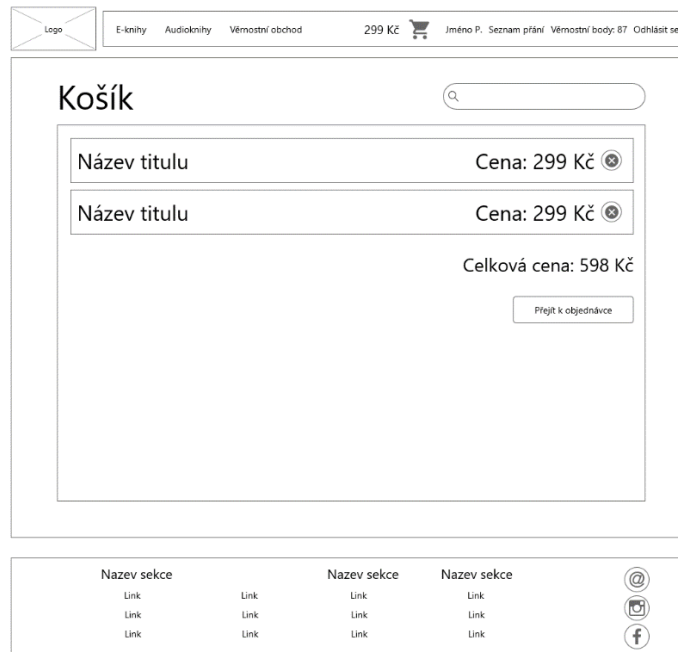 Logo
E-knihy Audioknihy Věrnostní obchod 299 Kč Jméno P. Seznam přání Věrnostní body: 87 Odhlásit se
Košík
Název titulu Cena: 299 Kč
Název titulu Cena: 299 Kč
Celková cena: 598 Kč
Přejít k objednávce
Nazev sekce Nazev sekce Nazev sekce
Link Link Link Link
Link Link Link Link
Link Link Link Link